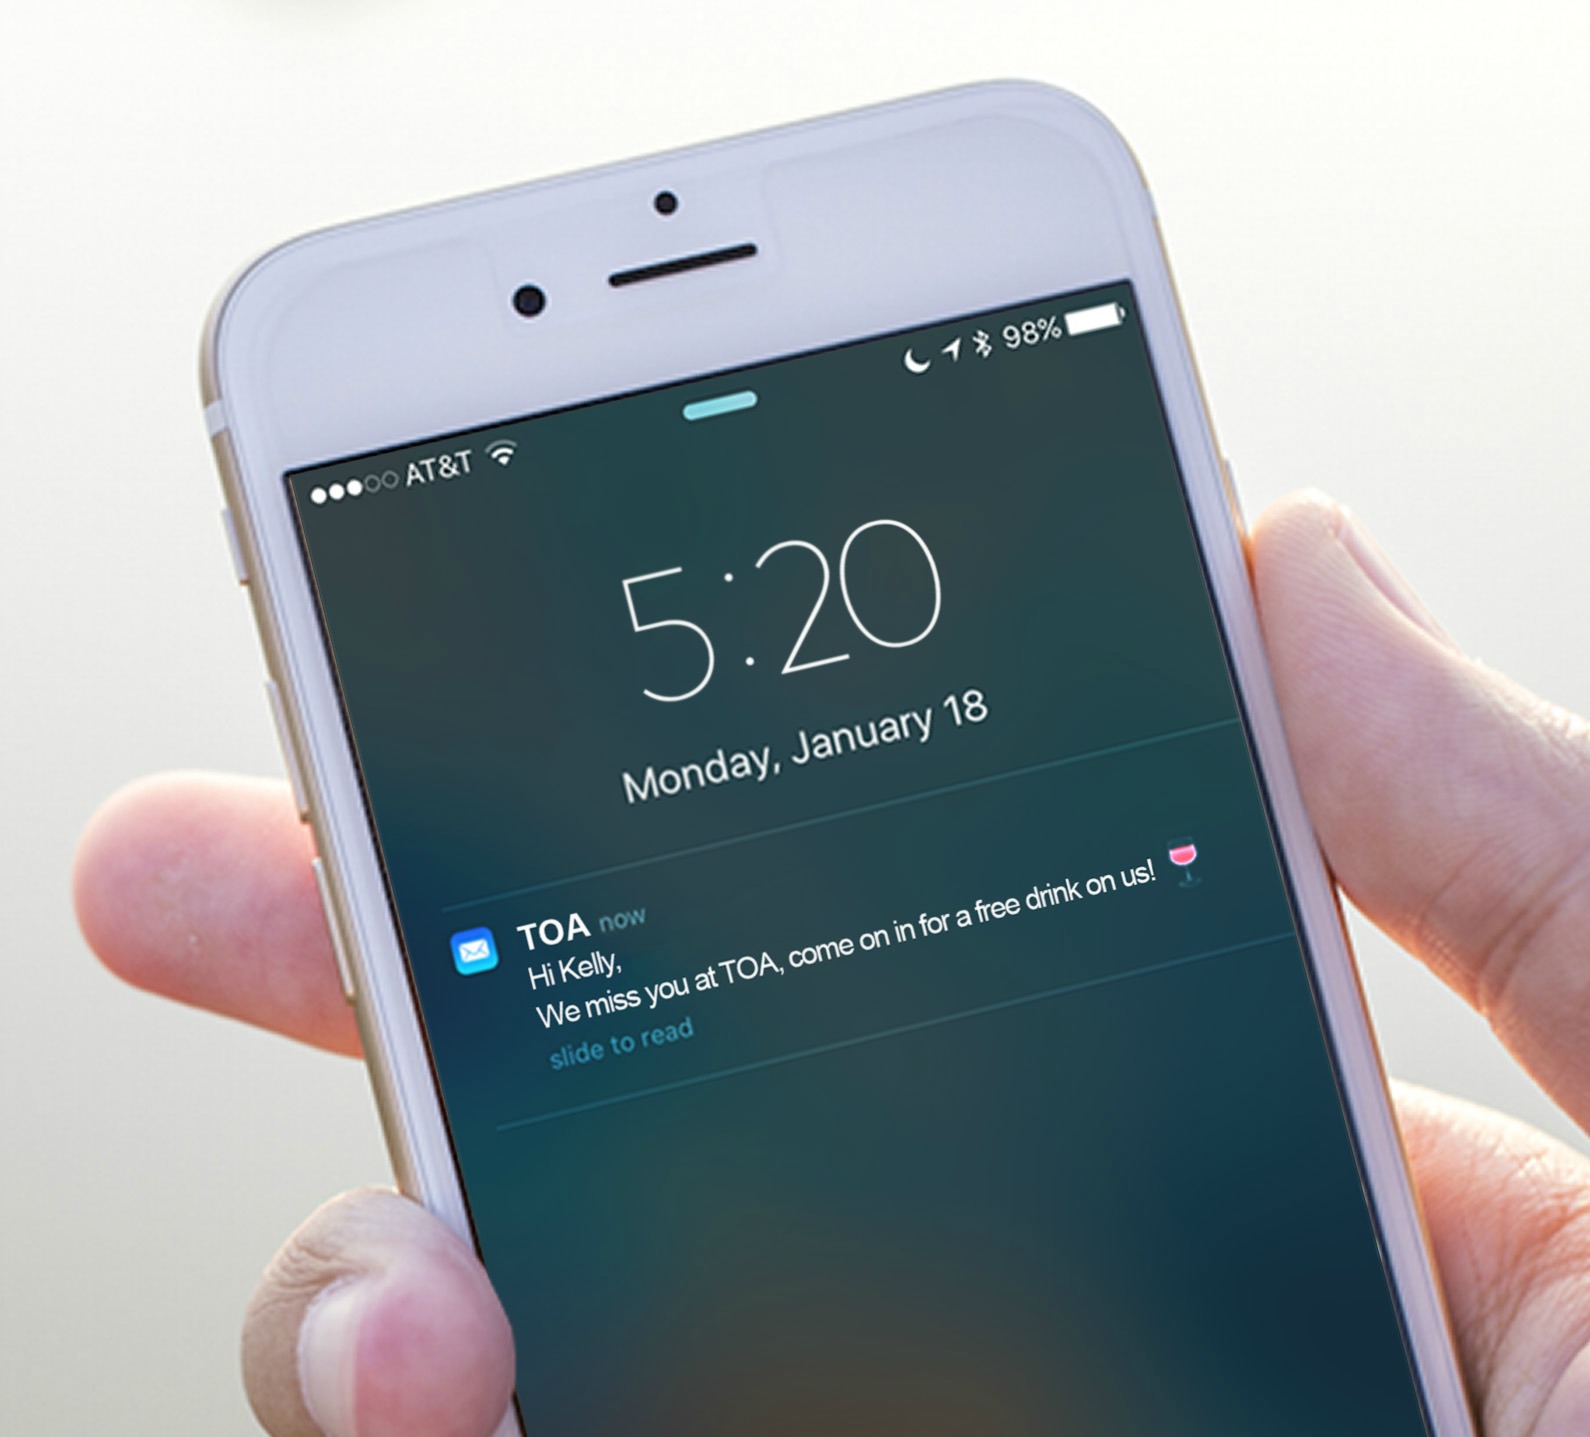 AT&T 98%
5:20
Monday, January 18
TOA now
Hi Kelly,
We miss you at TOA, come on in for a free drink on us! 🍷
slide to read